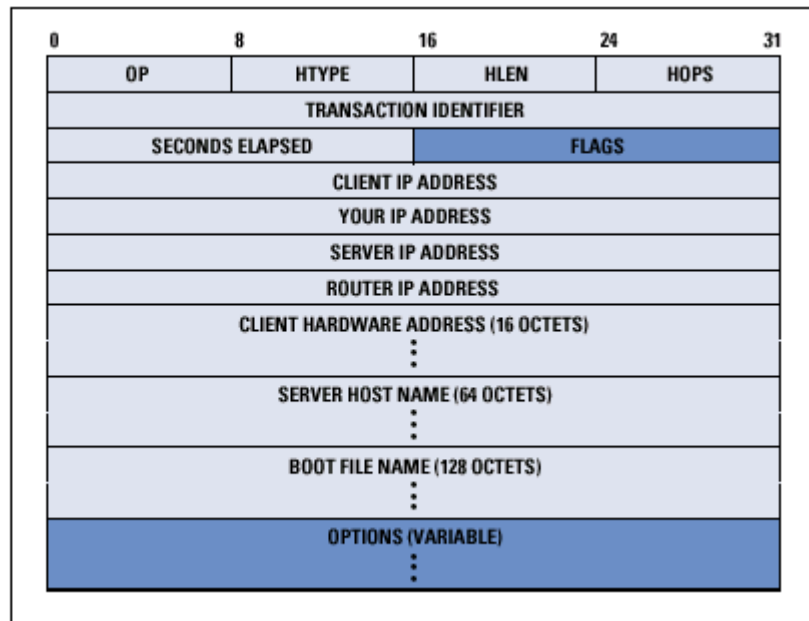 0 8 16 24 31
OP HTYPE HLEN HOPS
TRANSACTION IDENTIFIER
SECONDS ELAPSED FLAGS
CLIENT IP ADDRESS
YOUR IP ADDRESS
SERVER IP ADDRESS
ROUTER IP ADDRESS
CLIENT HARDWARE ADDRESS (16 OCTETS)
SERVER HOST NAME (64 OCTETS)
BOOT FILE NAME (128 OCTETS)
OPTIONS (VARIABLE)